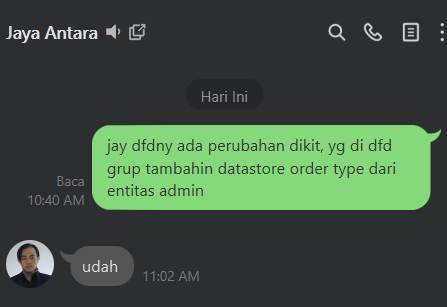 Jaya Antara
Hari Ini
jay dfdny ada perubahan dikit, yg di dfd
grup tambahin datastore order type dari
entitas admin
Baca
10:40 AM
udah
11:02 AM